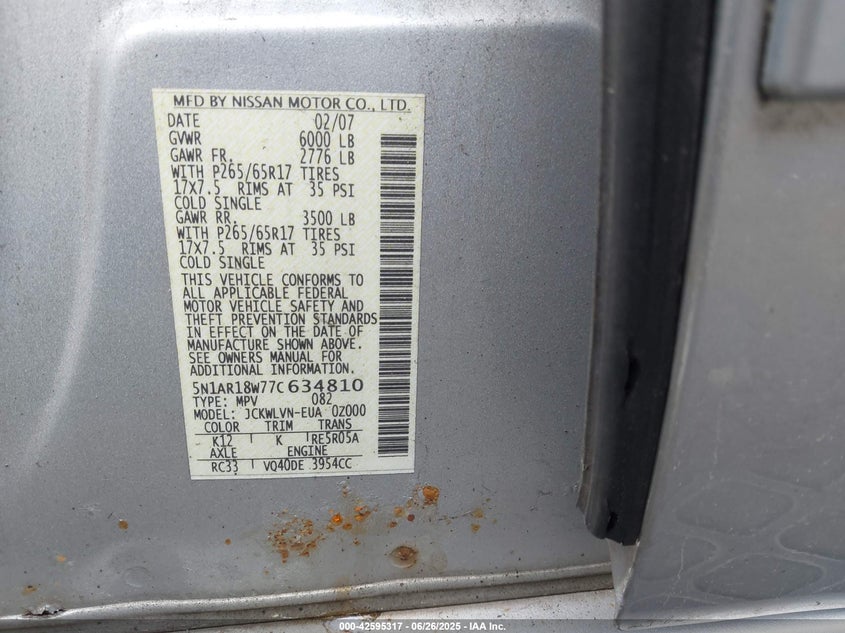 MFD BY NISSAN MOTOR CO., LTD.
DATE 02/07
GVWR 6000 LB
GAWR FR. 2776 LB
WITH P265/65R17 TIRES
17X7.5 RIMS AT 35 PSI
COLD SINGLE
GAWR RR. 3500 LB
WITH P265/65R17 TIRES
17X7.5 RIMS AT 35 PSI
COLD SINGLE
THIS VEHICLE CONFORMS TO
ALL APPLICABLE FEDERAL
MOTOR VEHICLE SAFETY AND
THEFT PREVENTION STANDARDS
IN EFFECT ON THE DATE OF
MANUFACTURE SHOWN ABOVE.
SEE OWNERS MANUAL FOR
ADDITIONAL INFORMATION.
5N1AR18W77C634810
TYPE: MPV 082
MODEL: JCKWLVN-EUA 0Z000
COLOR TRIM TRANS
K12 K RE5R05A
AXLE ENGINE
RC33 VQ40DE 3954CC
000-42595317 - 06/26/2025 - IAA Inc.